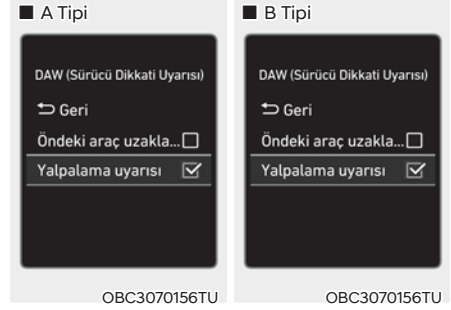 ■ A Tipi
DAW (Sürücü Dikkati Uyarısı)
⮌ Geri
Öndeki araç uzakla...☐
Yalpalama uyarısı ☑
OBC3070156TU
■ B Tipi
DAW (Sürücü Dikkati Uyarısı)
⮌ Geri
Öndeki araç uzakla...☐
Yalpalama uyarısı ☑
OBC3070156TU